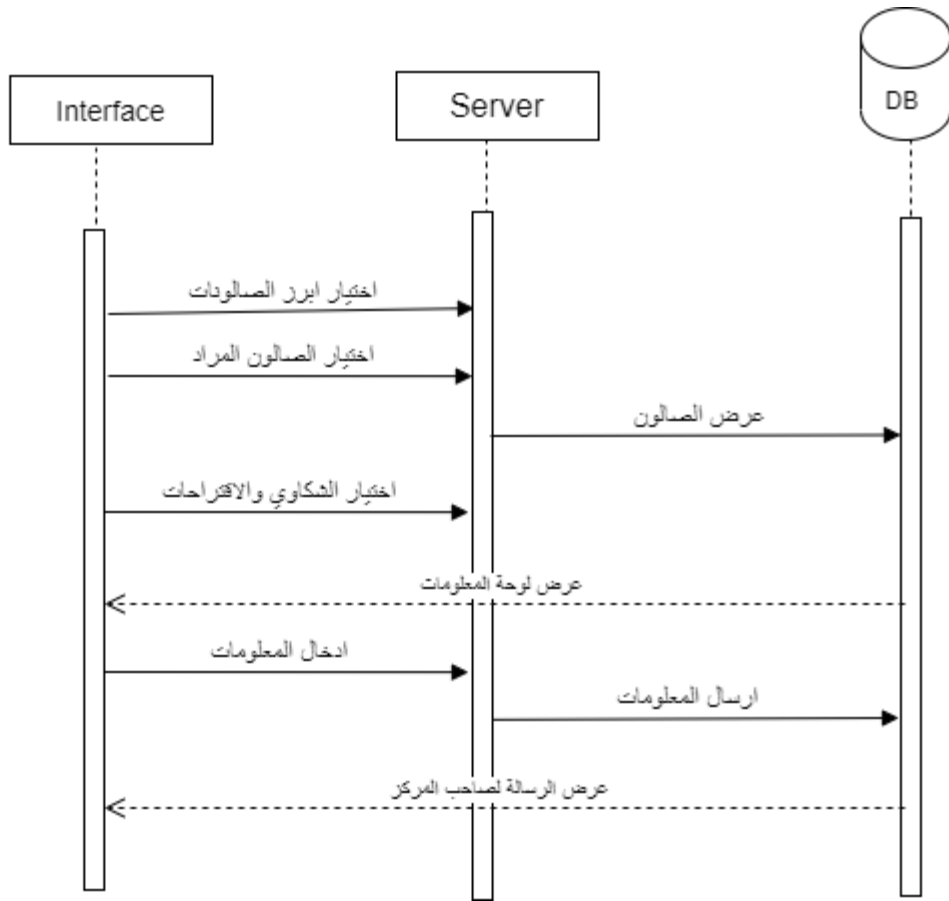 Interface
Server
DB
اختيار ابرز الصالونات
اختيار الصالون المراد
عرض الصالون
اختيار الشكاوي والاقتراحات
عرض لوحة المعلومات
ادخال المعلومات
ارسال المعلومات
عرض الرسالة لصاحب المركز